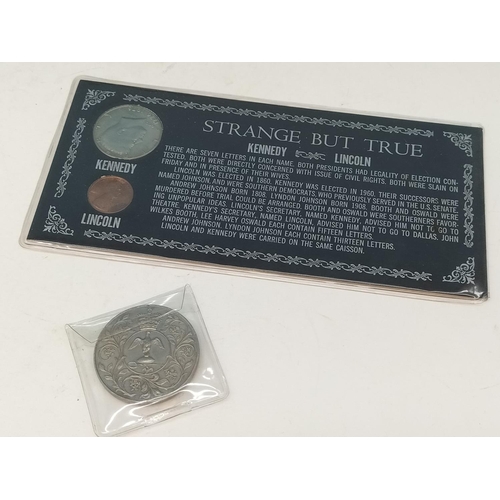 STRANGE BUT TRUE
KENNEDY LINCOLN
THERE ARE SEVEN LETTERS IN EACH NAME. BOTH PRESIDENTS HAD LEGALITY OF ELECTION CON-
TESTED. BOTH WERE DIRECTLY CONCERNED WITH ISSUE OF CIVIL RIGHTS. BOTH WERE SLAIN ON
FRIDAY AND IN PRESENCE OF THEIR WIVES.
LINCOLN WAS ELECTED IN 1860. KENNEDY WAS ELECTED IN 1960. THEIR SUCCESSORS WERE
NAMED JOHNSON AND WERE SOUTHERN DEMOCRATS, WHO PREVIOUSLY SERVED IN THE U.S. SENATE.
ANDREW JOHNSON BORN 1808. LYNDON JOHNSON BORN 1908. BOOTH AND OSWALD WERE
MURDERED BEFORE TRIAL COULD BE ARRANGED. BOOTH AND OSWALD WERE SOUTHERNERS FAVOR-
ING UNPOPULAR IDEAS. LINCOLN'S SECRETARY, NAMED KENNEDY, ADVISED HIM NOT TO GO TO
THEATRE. KENNEDY'S SECRETARY, NAMED LINCOLN, ADVISED HIM NOT TO GO TO DALLAS. JOHN
WILKES BOOTH, LEE HARVEY OSWALD EACH CONTAIN FIFTEEN LETTERS.
ANDREW JOHNSON, LYNDON JOHNSON EACH CONTAIN THIRTEEN LETTERS.
LINCOLN AND KENNEDY WERE CARRIED ON THE SAME CAISSON.
KENNEDY
LINCOLN